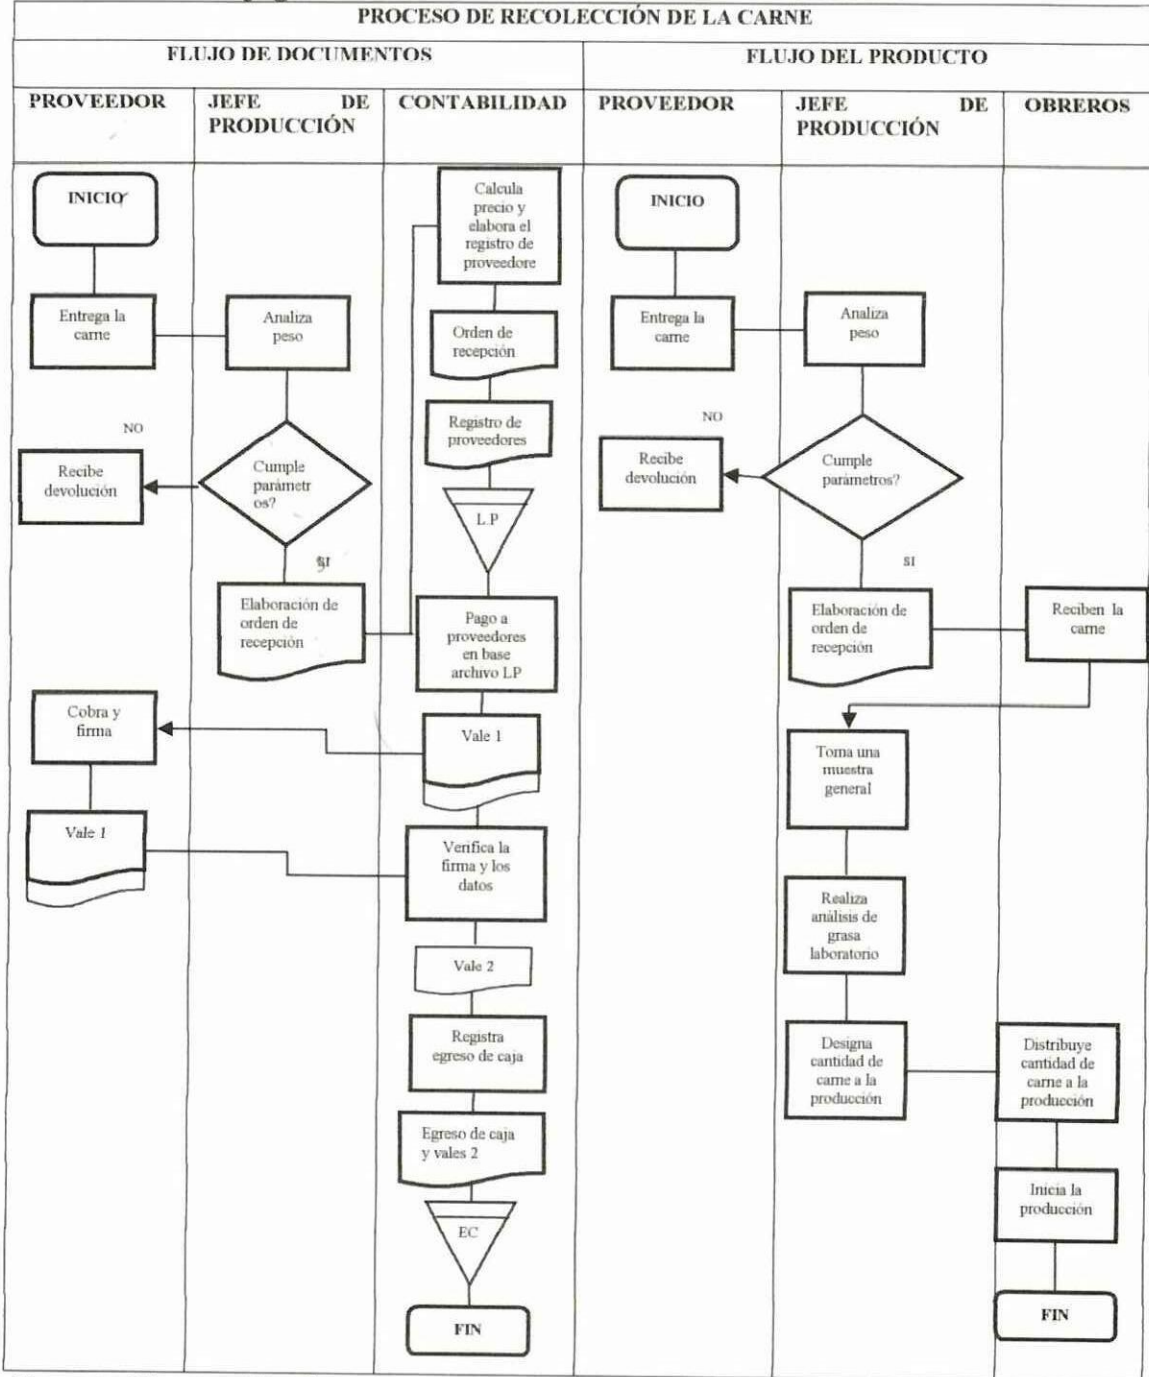 PROCESO DE RECOLECCIÓN DE LA CARNE
FLUJO DE DOCUMENTOS
FLUJO DEL PRODUCTO
PROVEEDOR
JEFE DE
PRODUCCIÓN
CONTABILIDAD
PROVEEDOR
JEFE DE
PRODUCCIÓN
OBREROS
INICIO
Entrega la
carne
Analiza
peso
Cumple
parámetr
os?
NO
Recibe
devolución
SI
Elaboración de
orden de
recepción
Calcula
precio y
elabora el
registro de
proveedore
Orden de
recepción
Registro de
proveedores
L.P
Pago a
proveedores
en base
archivo LP
Vale 1
Cobra y
firma
Vale 1
Verifica la
firma y los
datos
Vale 2
Registra
egreso de caja
Egreso de caja
y vales 2
EC
FIN
INICIO
Entrega la
carne
Analiza
peso
Cumple
parámetros?
NO
Recibe
devolución
SI
Elaboración de
orden de
recepción
Reciben la
carne
Toma una
muestra
general
Realiza
análisis de
grasa
laboratorio
Designa
cantidad de
carne a la
producción
Distribuye
cantidad de
carne a la
producción
Inicia la
producción
FIN